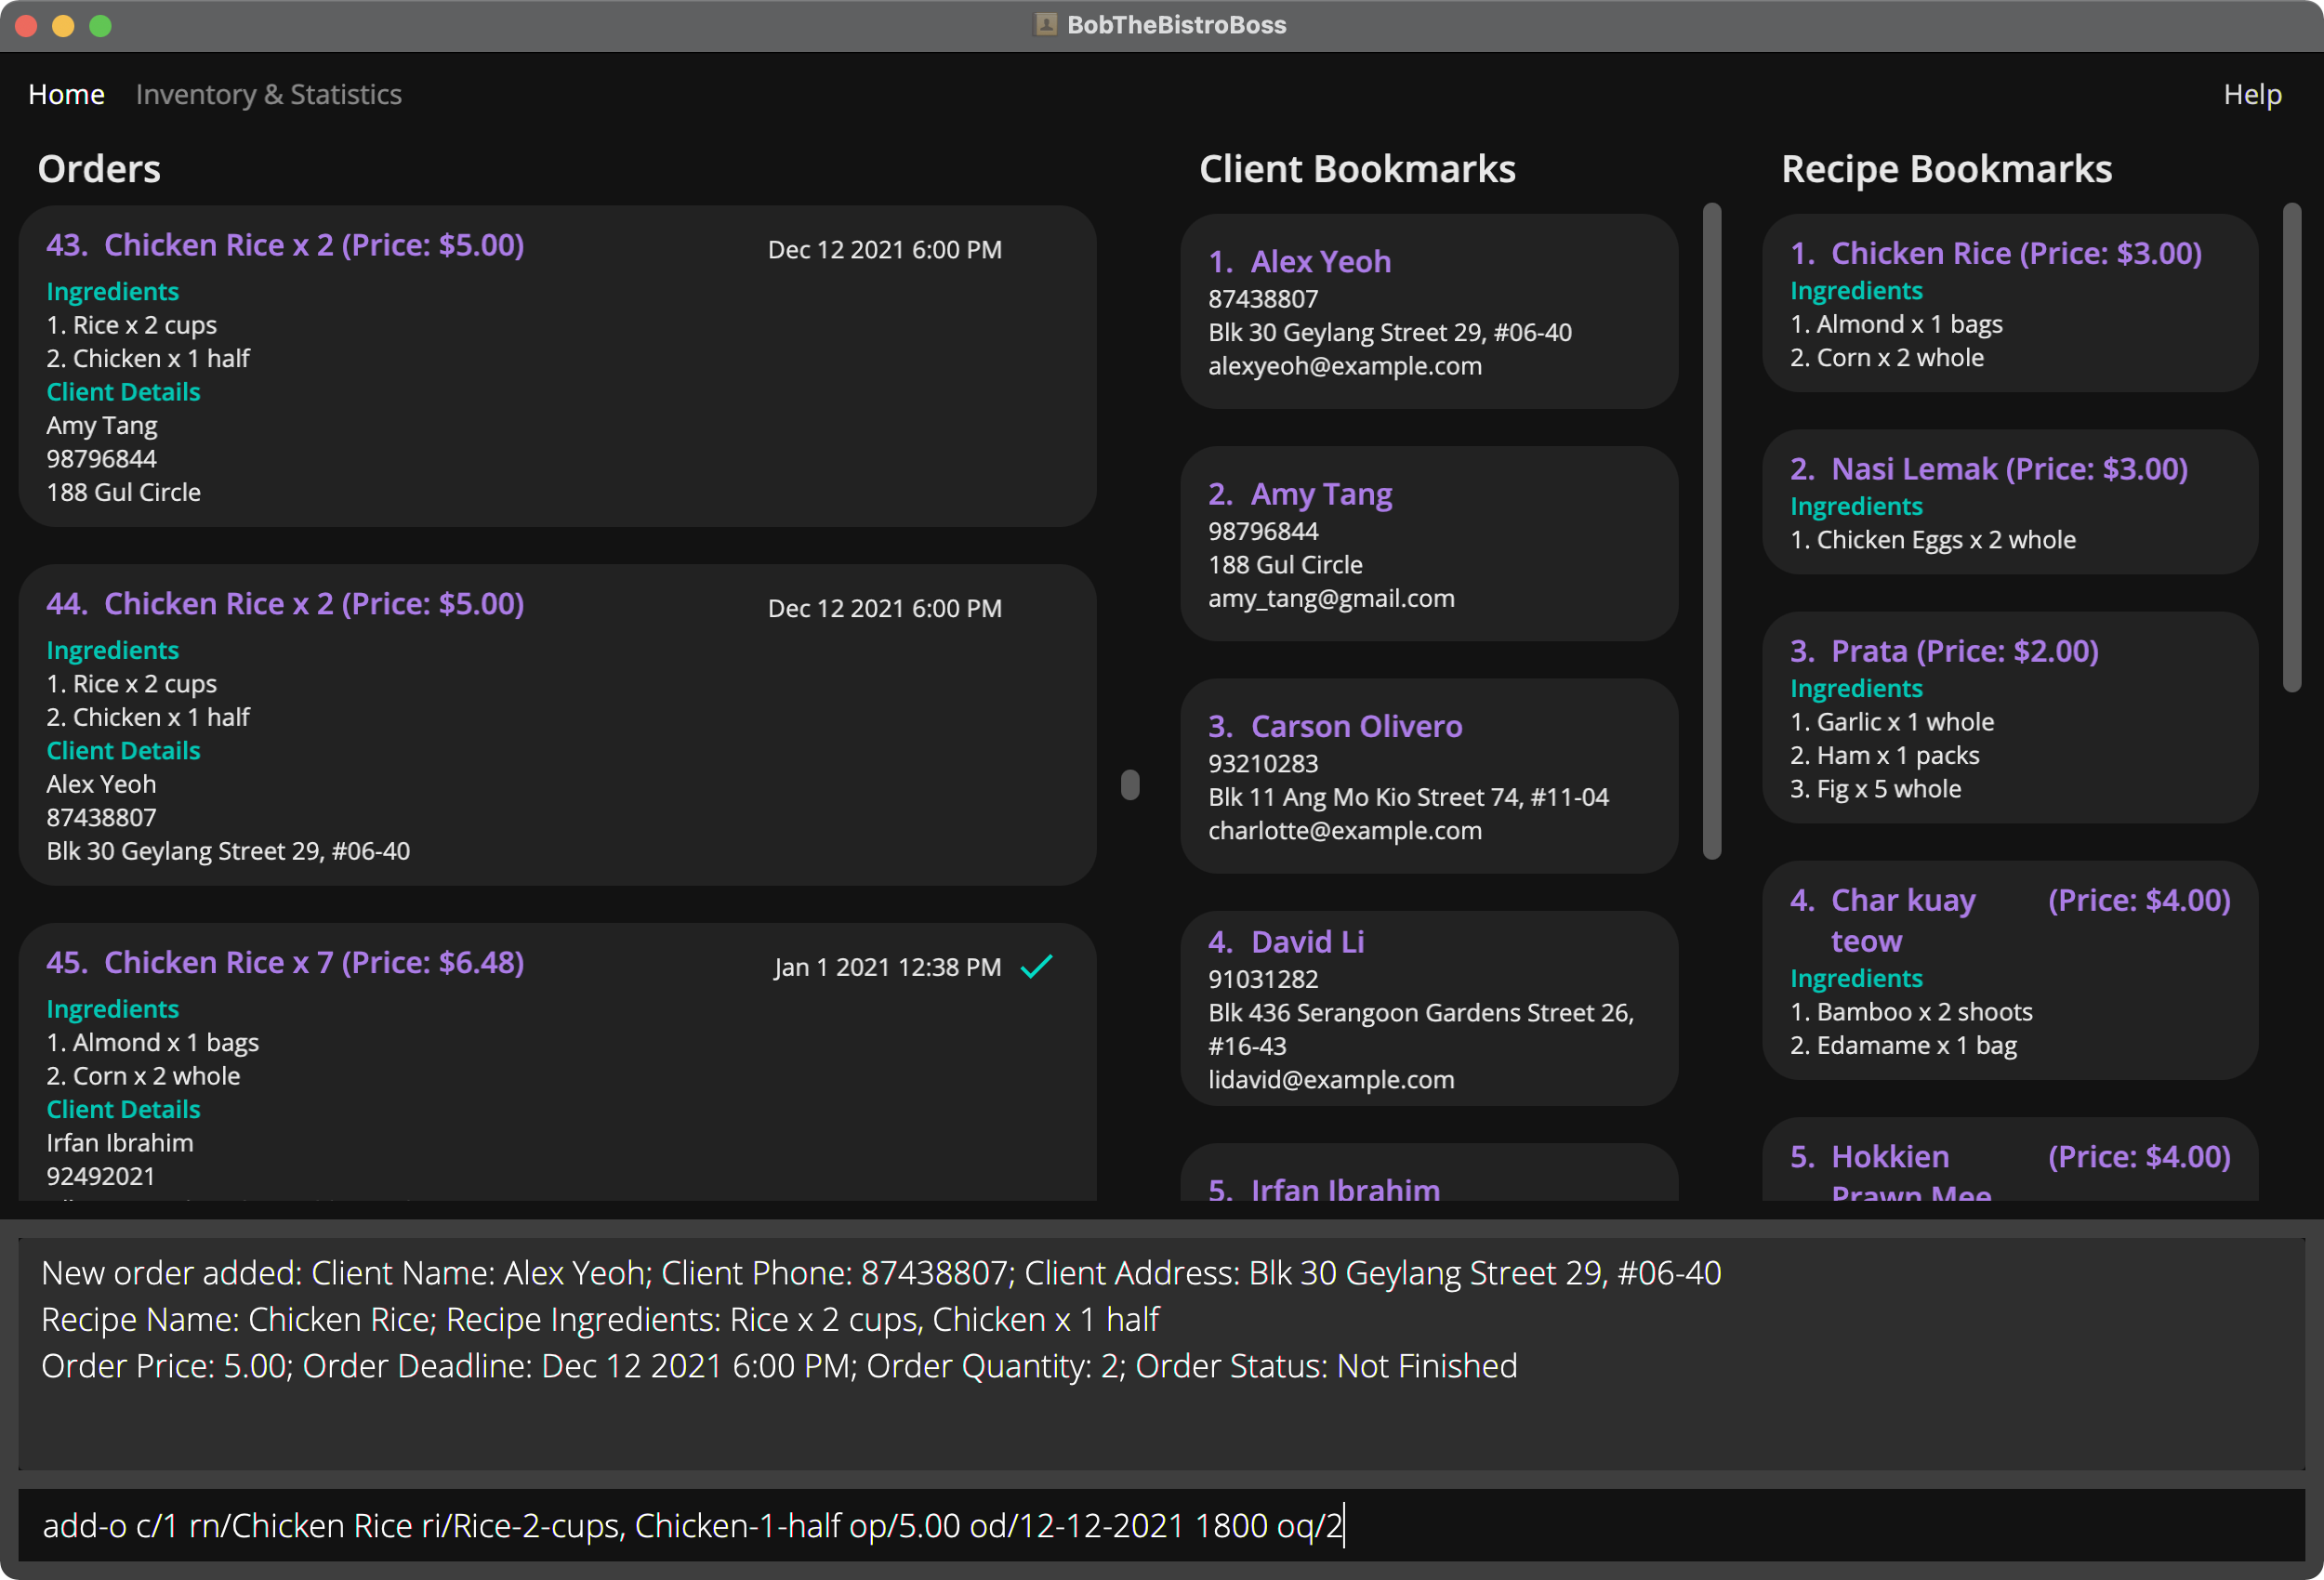 BobTheBistroBoss
Home Inventory & Statistics Help
Orders
43. Chicken Rice x 2 (Price: $5.00) Dec 12 2021 6:00 PM
Ingredients
1. Rice x 2 cups
2. Chicken x 1 half
Client Details
Amy Tang
98796844
188 Gul Circle
44. Chicken Rice x 2 (Price: $5.00) Dec 12 2021 6:00 PM
Ingredients
1. Rice x 2 cups
2. Chicken x 1 half
Client Details
Alex Yeoh
87438807
Blk 30 Geylang Street 29, #06-40
45. Chicken Rice x 7 (Price: $6.48) Jan 1 2021 12:38 PM
Ingredients
1. Almond x 1 bags
2. Corn x 2 whole
Client Details
Irfan Ibrahim
92492021
Client Bookmarks
1. Alex Yeoh
87438807
Blk 30 Geylang Street 29, #06-40
alexyeoh@example.com
2. Amy Tang
98796844
188 Gul Circle
amy_tang@gmail.com
3. Carson Olivero
93210283
Blk 11 Ang Mo Kio Street 74, #11-04
charlotte@example.com
4. David Li
91031282
Blk 436 Serangoon Gardens Street 26,
#16-43
lidavid@example.com
5. Irfan Ibrahim
Recipe Bookmarks
1. Chicken Rice (Price: $3.00)
Ingredients
1. Almond x 1 bags
2. Corn x 2 whole
2. Nasi Lemak (Price: $3.00)
Ingredients
1. Chicken Eggs x 2 whole
3. Prata (Price: $2.00)
Ingredients
1. Garlic x 1 whole
2. Ham x 1 packs
3. Fig x 5 whole
4. Char kuay (Price: $4.00)
teow
Ingredients
1. Bamboo x 2 shoots
2. Edamame x 1 bag
5. Hokkien (Price: $4.00)
Prawn Mee
New order added: Client Name: Alex Yeoh; Client Phone: 87438807; Client Address: Blk 30 Geylang Street 29, #06-40
Recipe Name: Chicken Rice; Recipe Ingredients: Rice x 2 cups, Chicken x 1 half
Order Price: 5.00; Order Deadline: Dec 12 2021 6:00 PM; Order Quantity: 2; Order Status: Not Finished
add-o c/1 rn/Chicken Rice ri/Rice-2-cups, Chicken-1-half op/5.00 od/12-12-2021 1800 oq/2